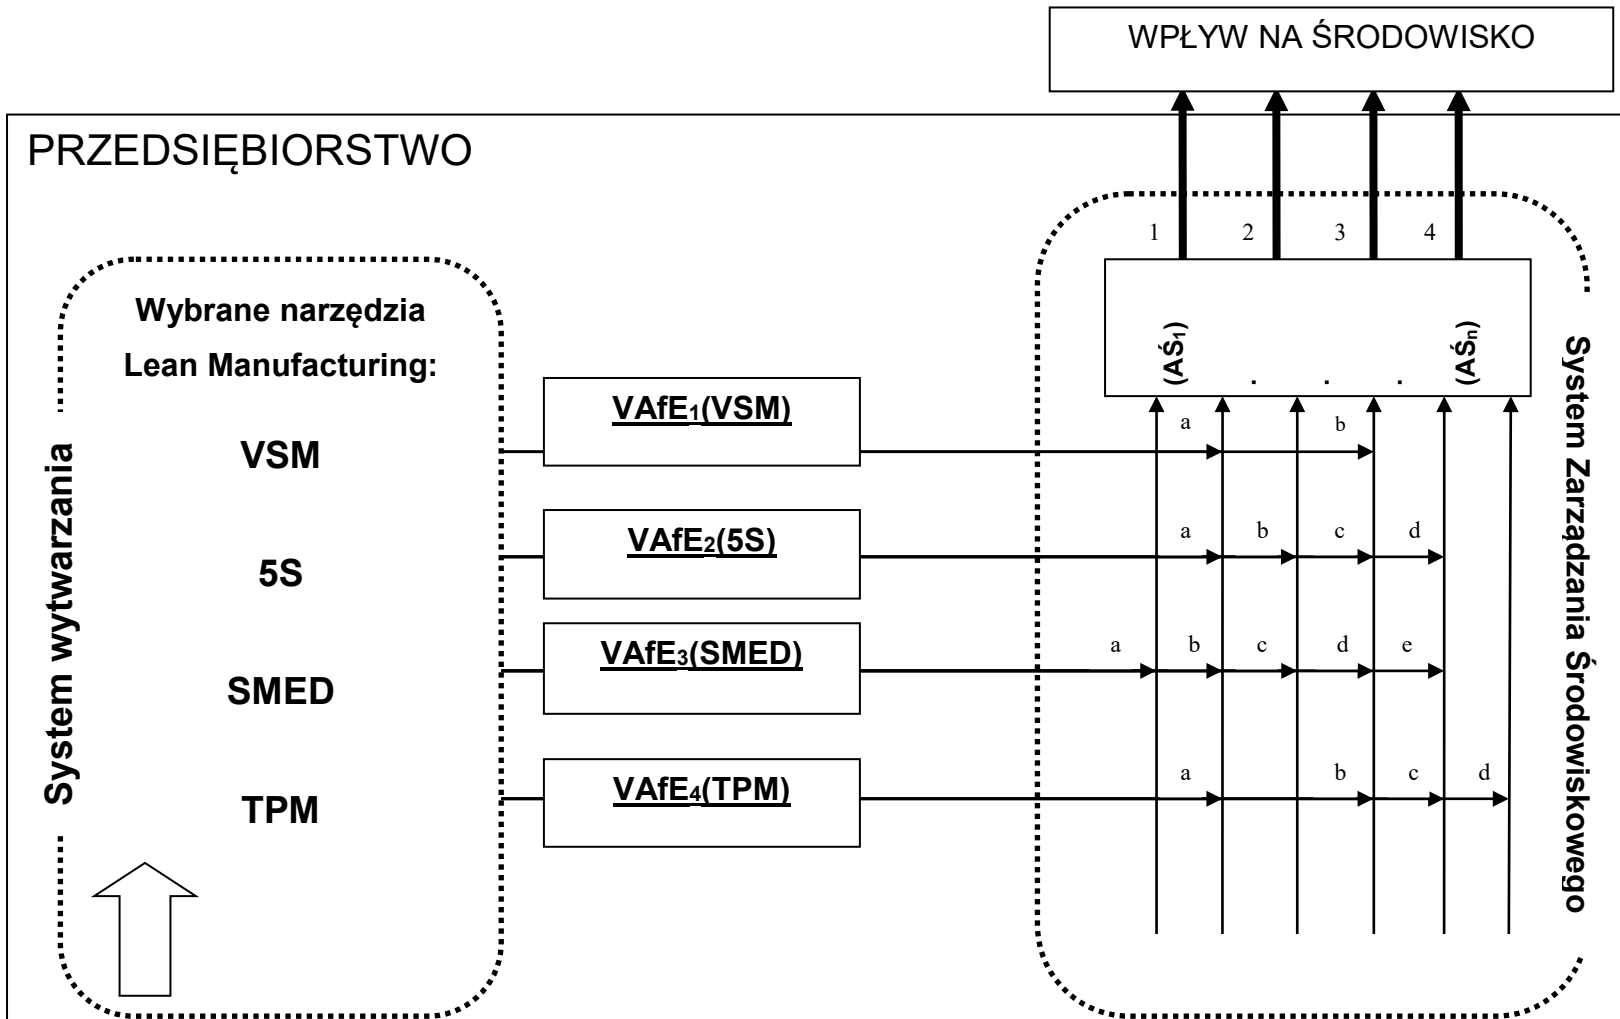 WPŁYW NA ŚRODOWISKO
PRZEDSIĘBIORSTWO
1 2 3 4
Wybrane narzędzia
Lean Manufacturing:
(AŚ1) . . . (AŚn)
System wytwarzania
System Zarządzania Środowiskowego
VSM
VAfE1(VSM)
a b
5S
VAfE2(5S)
a b c d
SMED
VAfE3(SMED)
a b c d e
TPM
VAfE4(TPM)
a b c d